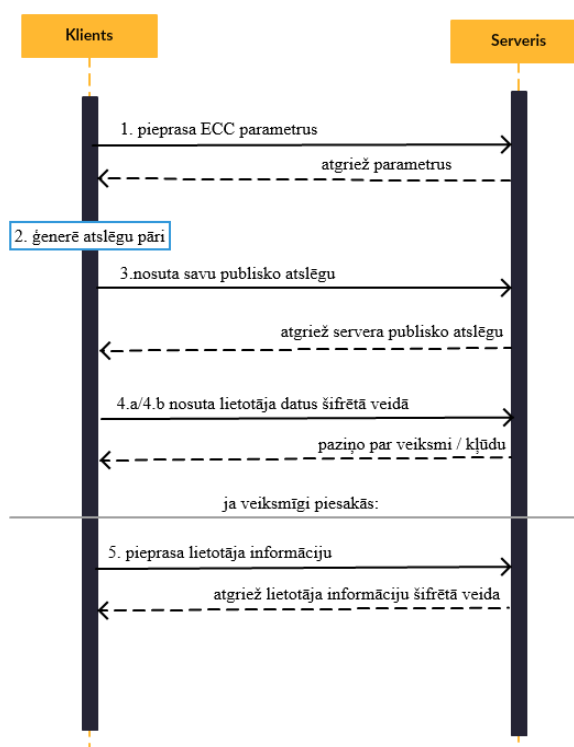 Klients
Serveris
1. pieprasa ECC parametrus
atgriež parametrus
2. ģenerē atslēgu pāri
3.nosuta savu publisko atslēgu
atgriež servera publisko atslēgu
4.a/4.b nosuta lietotāja datus šifrētā veidā
paziņo par veiksmi / kļūdu
ja veiksmīgi piesakās:
5. pieprasa lietotāja informāciju
atgriež lietotāja informāciju šifrētā veida